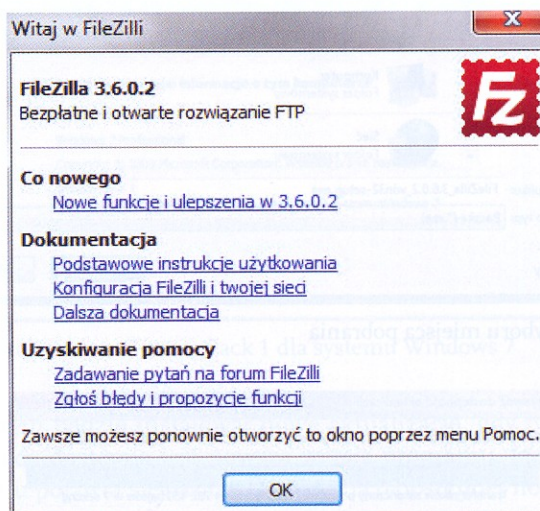 Witaj w FileZilli
FileZilla 3.6.0.2
Bezpłatne i otwarte rozwiązanie FTP
Fz
Co nowego
Nowe funkcje i ulepszenia w 3.6.0.2
Dokumentacja
Podstawowe instrukcje użytkowania
Konfiguracja FileZilli i twojej sieci
Dalsza dokumentacja
Uzyskiwanie pomocy
Zadawanie pytań na forum FileZilli
Zgłoś błędy i propozycje funkcji
Zawsze możesz ponownie otworzyć to okno poprzez menu Pomoc.
OK